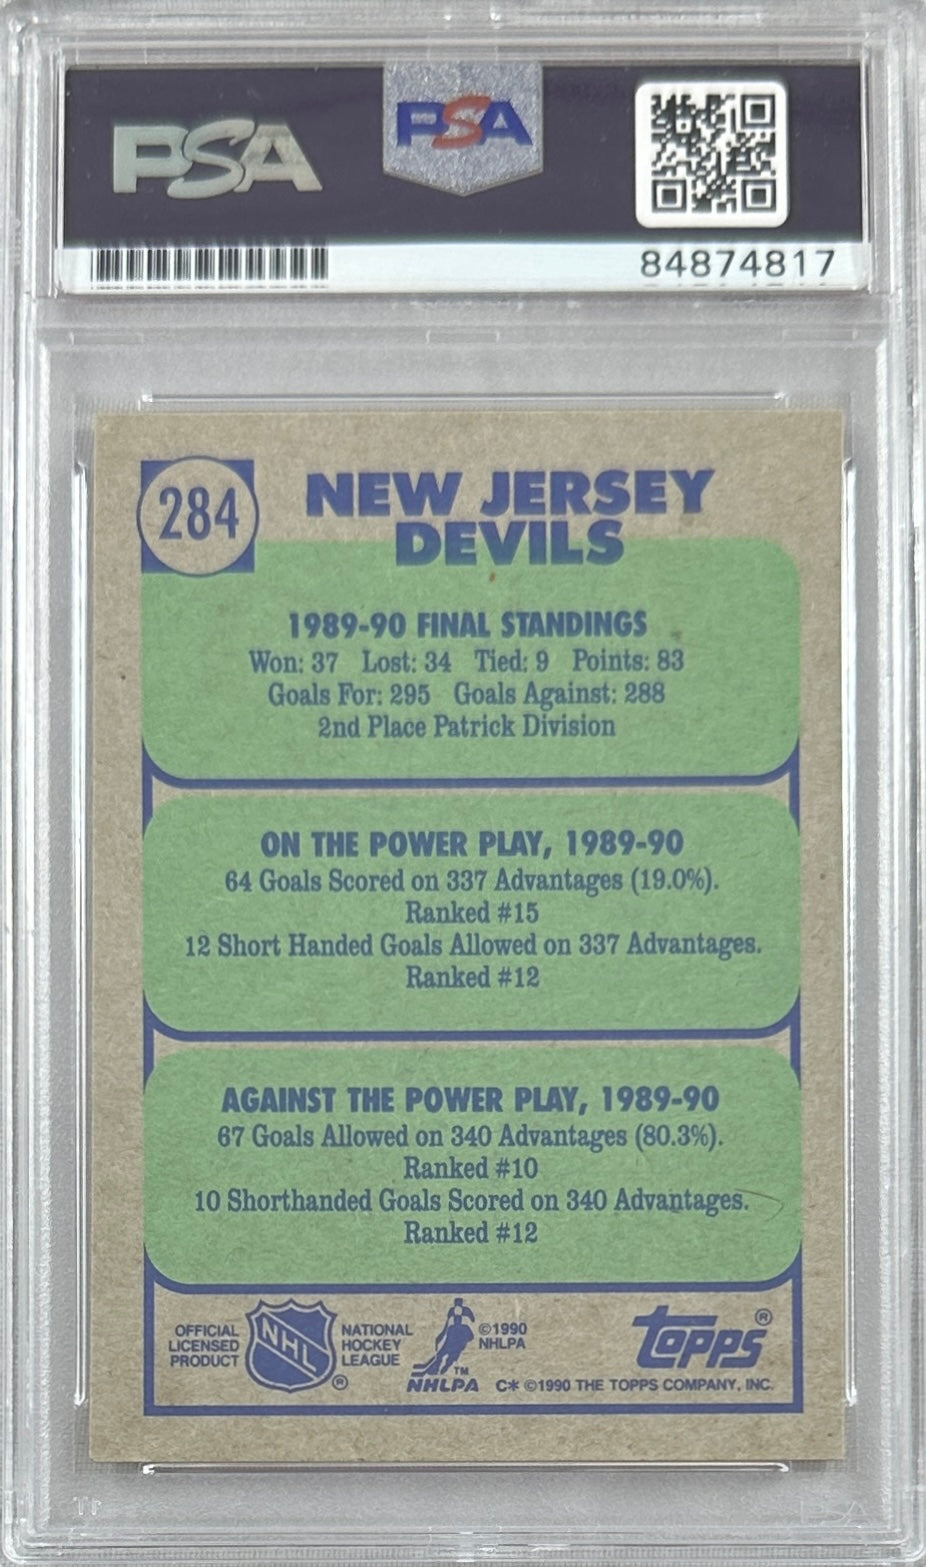 PSA
PSA
84874817
284
NEW JERSEY
DEVILS
1989-90 FINAL STANDINGS
Won: 37 Lost: 34 Tied: 9 Points: 83
Goals For: 295 Goals Against: 288
2nd Place Patrick Division
ON THE POWER PLAY, 1989-90
64 Goals Scored on 337 Advantages (19.0%).
Ranked #15
12 Short Handed Goals Allowed on 337 Advantages.
Ranked #12
AGAINST THE POWER PLAY, 1989-90
67 Goals Allowed on 340 Advantages (80.3%).
Ranked #10
10 Shorthanded Goals Scored on 340 Advantages.
Ranked #12
OFFICIAL
LICENSED
PRODUCT
NHL
®
NATIONAL
HOCKEY
LEAGUE
©1990
NHLPA
TM
NHLPA
topps®
C* ©1990 THE TOPPS COMPANY, INC.
PSA